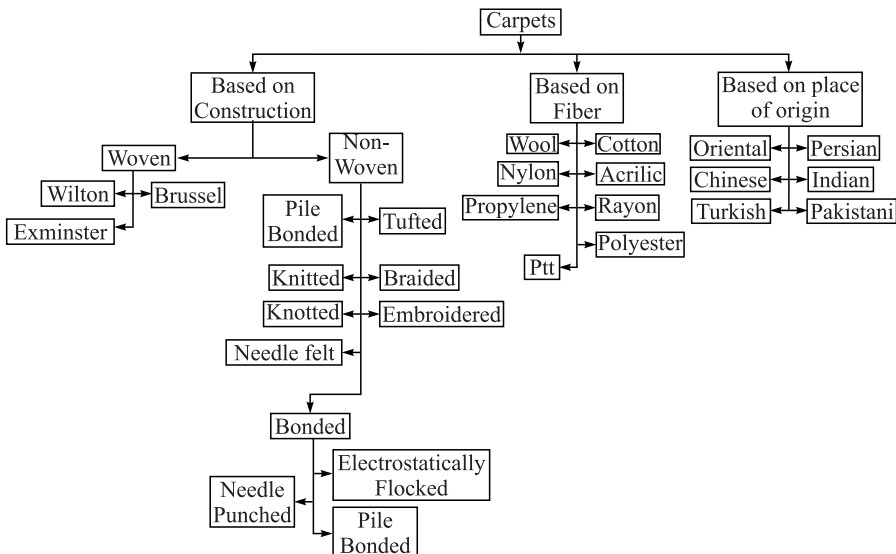 Carpets
Based on
Construction
Based on
Fiber
Based on place
of origin
Woven
Non-
Woven
Wilton
Brussel
Exminster
Pile
Bonded
Tufted
Knitted
Braided
Knotted
Embroidered
Needle felt
Bonded
Electrostatically
Flocked
Needle
Punched
Pile
Bonded
Wool
Cotton
Nylon
Acrilic
Propylene
Rayon
Polyester
Ptt
Oriental
Persian
Chinese
Indian
Turkish
Pakistani